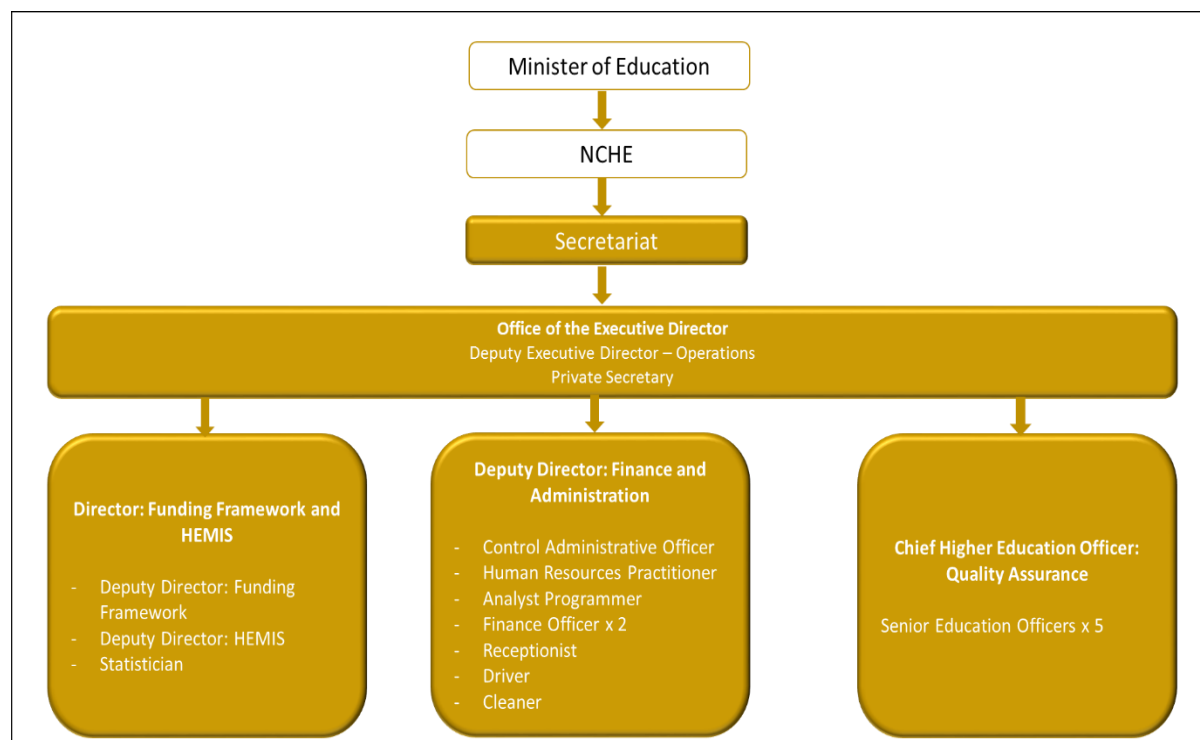 Minister of Education
NCHE
Secretariat
Office of the Executive Director
Deputy Executive Director – Operations
Private Secretary
Director: Funding Framework and
HEMIS
- Deputy Director: Funding
Framework
- Deputy Director: HEMIS
- Statistician
Deputy Director: Finance and
Administration
- Control Administrative Officer
- Human Resources Practitioner
- Analyst Programmer
- Finance Officer x 2
- Receptionist
- Driver
- Cleaner
Chief Higher Education Officer:
Quality Assurance
Senior Education Officers x 5